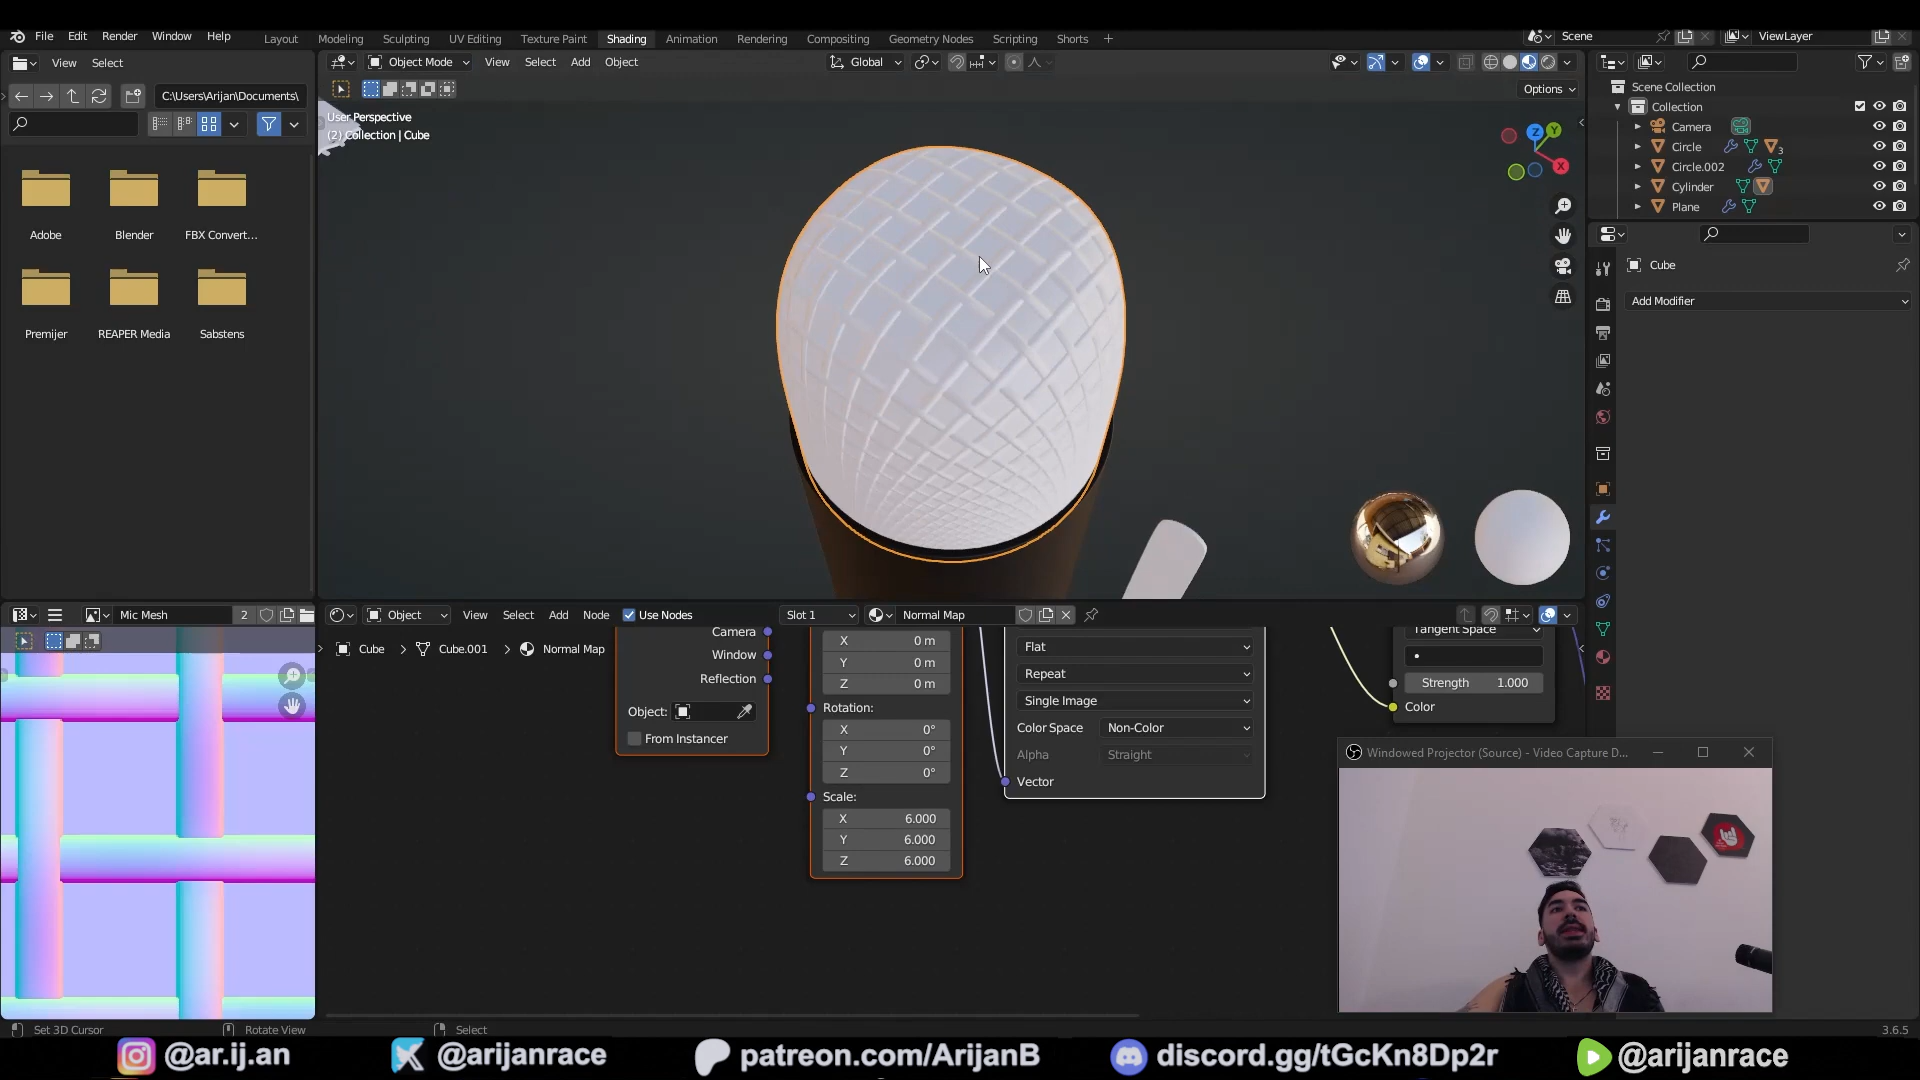 File Edit Render Window Help Layout Modeling Sculpting UV Editing Texture Paint Shading Animation Rendering Compositing Geometry Nodes Scripting Shorts + Scene ViewLayer
View Select Object Mode View Select Add Object Global
C:\Users\Arijan\Documents\ Options
Scene Collection
Collection
Camera
Circle 3
Circle.002
Cylinder
Plane
User Perspective
(2) Collection | Cube
Z Y X
Adobe Blender FBX Convert...
Premijer REAPER Media Sabstens
Cube
Add Modifier
Mic Mesh 2
Object View Select Add Node Use Nodes Slot 1 Normal Map
Cube > Cube.001 > Normal Map
Camera
Window
Reflection
Object:
From Instancer
X 0 m
Y 0 m
Z 0 m
Rotation:
X 0°
Y 0°
Z 0°
Scale:
X 6.000
Y 6.000
Z 6.000
Flat
Repeat
Single Image
Color Space Non-Color
Alpha Straight
Vector
Tangent Space
Strength 1.000
Color
Windowed Projector (Source) - Video Capture D...
Set 3D Cursor Rotate View Select 3.6.5
@ar.ij.an @arijanrace patreon.com/ArijanB discord.gg/tGcKn8Dp2r @arijanrace